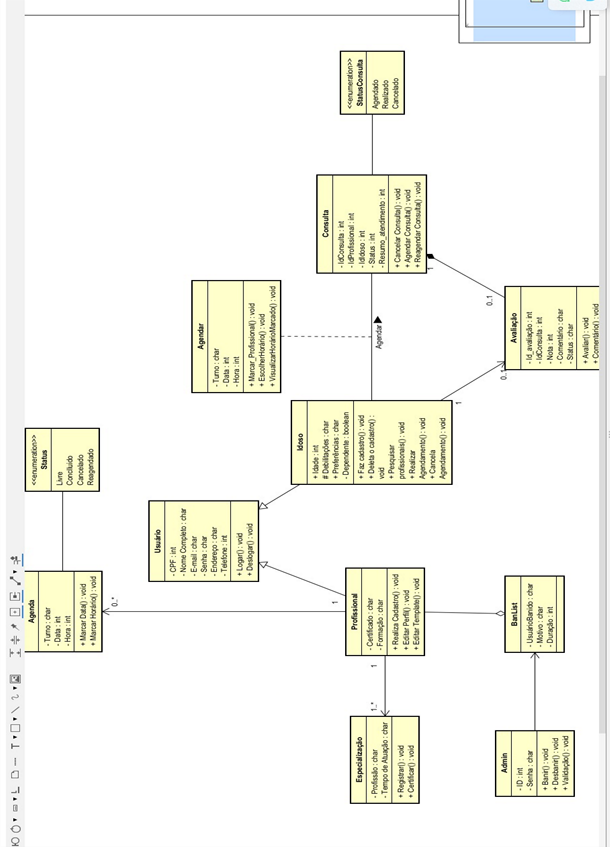 <<enumeration>>
StatusConsulta
Agendado
Realizado
Cancelado
Consulta
- IdConsulta : int
- IdProfissional : int
- IdIdoso : int
- Status : int
- Resumo_atendimento : int
+ Cancelar Consulta() : void
+ Agendar Consulta() : void
+ Reagendar Consulta() : void
1
0..1
Agendar
- Turno : char
- Data : int
- Hora : int
+ Marcar_Profissional() : void
+ EscolherHorário() : void
+ VisualizarHorárioMarcado() : void
Agendar
Avaliação
- Id_avaliação : int
- IdConsulta : int
- Nota : int
- Comentário : char
- Status : char
+ Avaliar() : void
+ Comentário() : void
0..
1
<<enumeration>>
Status
Livre
Concluído
Cancelado
Reagendado
Idoso
+ Idade : int
# Debilitações : char
+ Preferências : char
- Dependente : boolean
+ Faz cadastro() : void
+ Deleta o cadastro() :
void
+ Pesquisar
profissionais() : void
+ Realizar
Agendamento() : void
+ Cancela
Agendamento() : void
Usuário
- CPF : int
- Nome Completo : char
- E-mail : char
- Senha : char
- Endereço : char
- Telefone : int
+ Logar() : void
+ Deslogar() : void
Agenda
- Turno : char
- Data : int
- Hora : int
+ Marcar Data() : void
+ Marcar Horário() : void
0..*
1
Profissional
- Certificado : char
- Formação : char
+ Realiza Cadastro() : void
+ Editar Perfil() : void
+ Editar Template() : void
BanList
- UsuárioBanido : char
- Motivo : char
- Duração : int
1
1..*
Especialização
- Profissão : char
- Tempo de Atuação : char
+ Registrar() : void
+ Certificar() : void
Admin
- ID : int
- Senha : char
+ Banir() : void
+ Desbanir() : void
+ Validação() : void